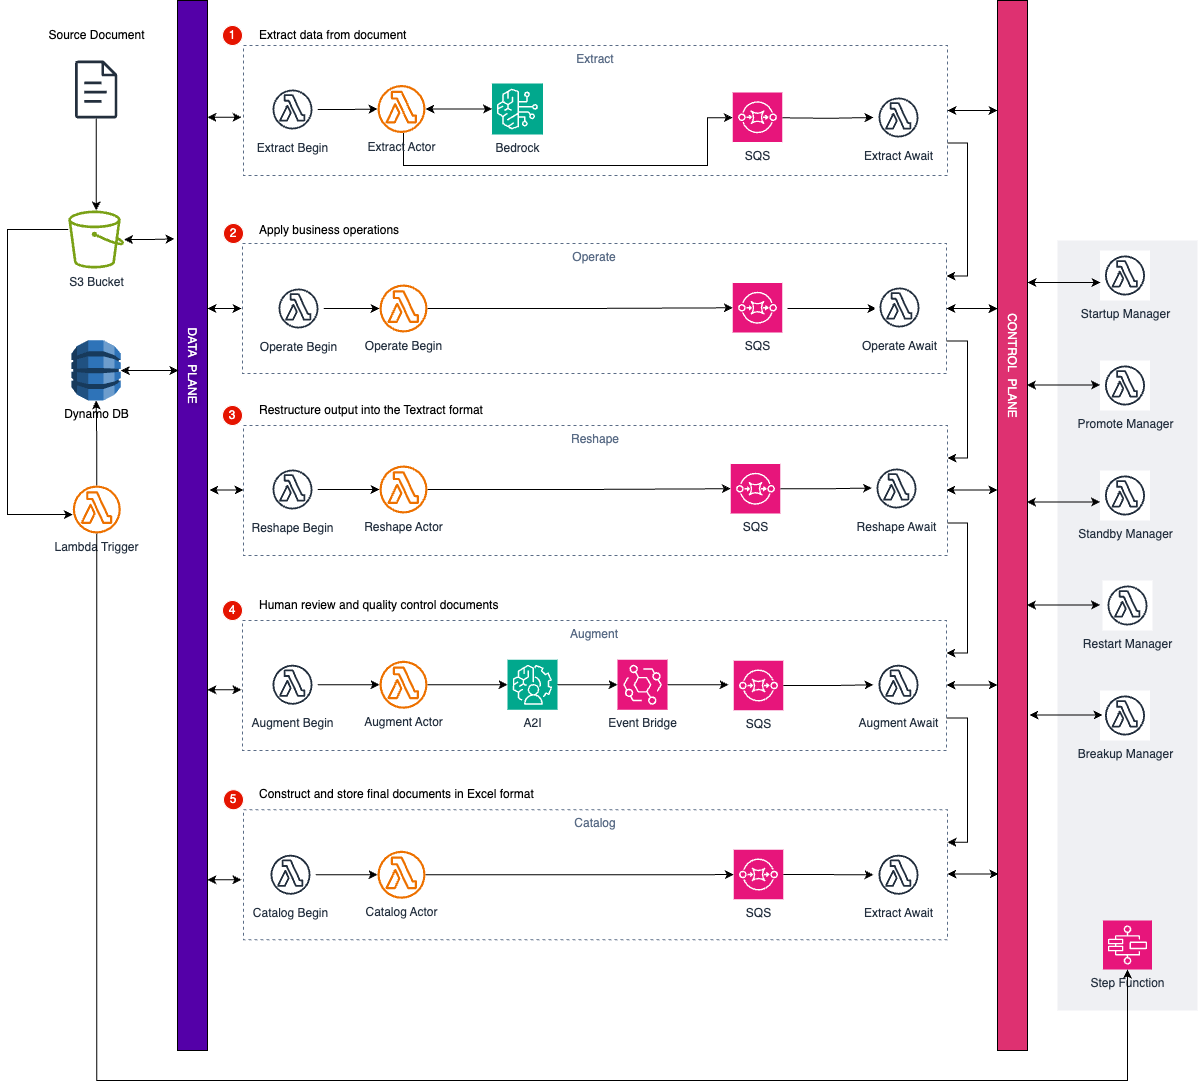 Source Document
S3 Bucket
Dynamo DB
Lambda Trigger
DATA PLANE
1 Extract data from document
Extract
Extract Begin
Extract Actor
Bedrock
SQS
Extract Await
2 Apply business operations
Operate
Operate Begin
Operate Begin
SQS
Operate Await
3 Restructure output into the Textract format
Reshape
Reshape Begin
Reshape Actor
SQS
Reshape Await
4 Human review and quality control documents
Augment
Augment Begin
Augment Actor
A2I
Event Bridge
SQS
Augment Await
5 Construct and store final documents in Excel format
Catalog
Catalog Begin
Catalog Actor
SQS
Extract Await
CONTROL PLANE
Startup Manager
Promote Manager
Standby Manager
Restart Manager
Breakup Manager
Step Function